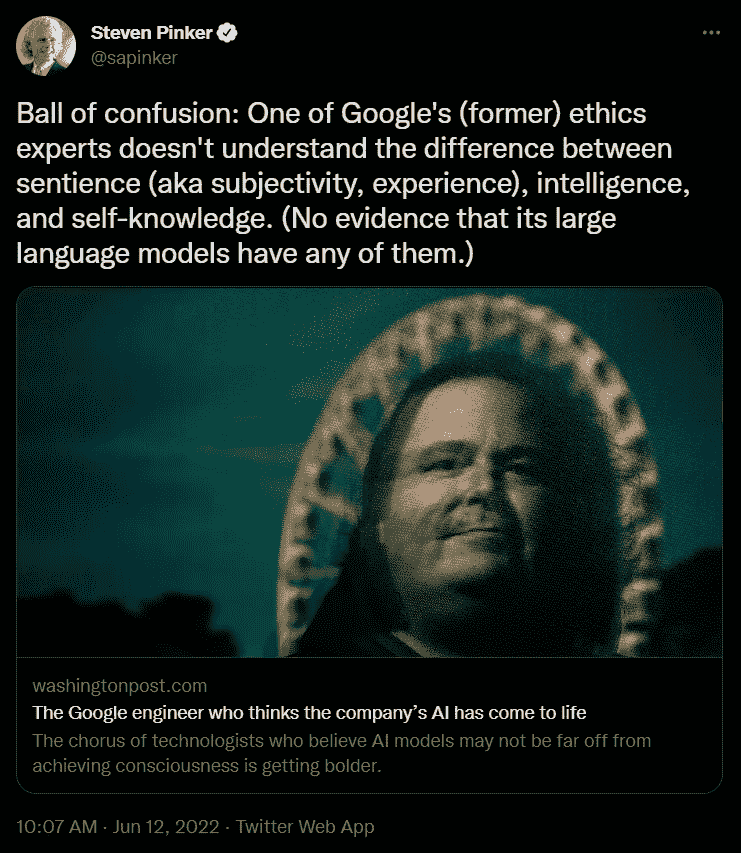 Steven Pinker
@sapinker
Ball of confusion: One of Google's (former) ethics
experts doesn't understand the difference between
sentience (aka subjectivity, experience), intelligence,
and self-knowledge. (No evidence that its large
language models have any of them.)
washingtonpost.com
The Google engineer who thinks the company’s AI has come to life
The chorus of technologists who believe AI models may not be far off from
achieving consciousness is getting bolder.
10:07 AM · Jun 12, 2022 · Twitter Web App